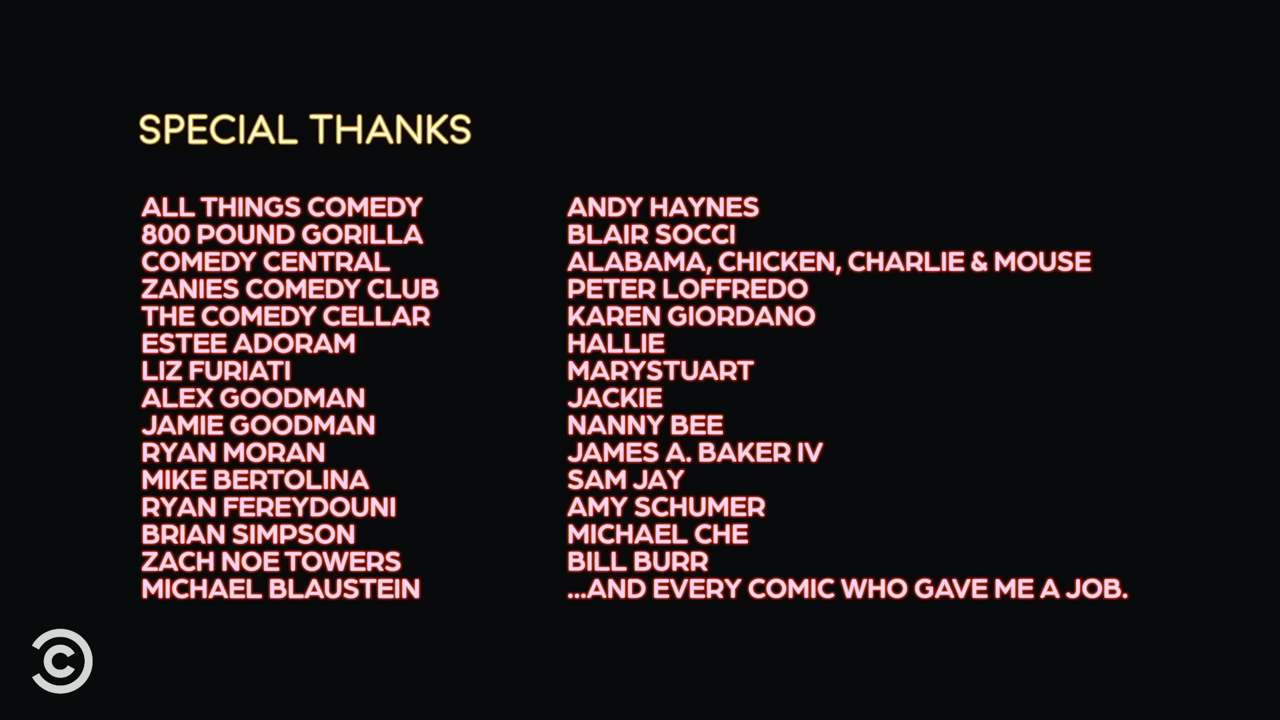 SPECIAL THANKS
ALL THINGS COMEDY
800 POUND GORILLA
COMEDY CENTRAL
ZANIES COMEDY CLUB
THE COMEDY CELLAR
ESTEE ADORAM
LIZ FURIATI
ALEX GOODMAN
JAMIE GOODMAN
RYAN MORAN
MIKE BERTOLINA
RYAN FEREYDOUNI
BRIAN SIMPSON
ZACH NOE TOWERS
MICHAEL BLAUSTEIN
ANDY HAYNES
BLAIR SOCCI
ALABAMA, CHICKEN, CHARLIE & MOUSE
PETER LOFFREDO
KAREN GIORDANO
HALLIE
MARYSTUART
JACKIE
NANNY BEE
JAMES A. BAKER IV
SAM JAY
AMY SCHUMER
MICHAEL CHE
BILL BURR
...AND EVERY COMIC WHO GAVE ME A JOB.